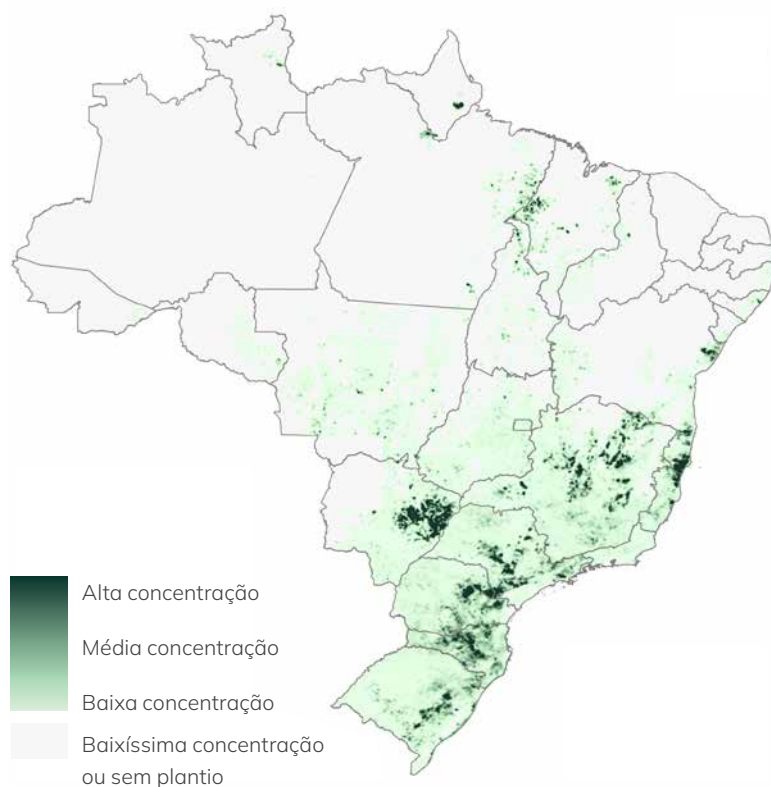 Alta concentração
Média concentração
Baixa concentração
Baixíssima concentração
ou sem plantio